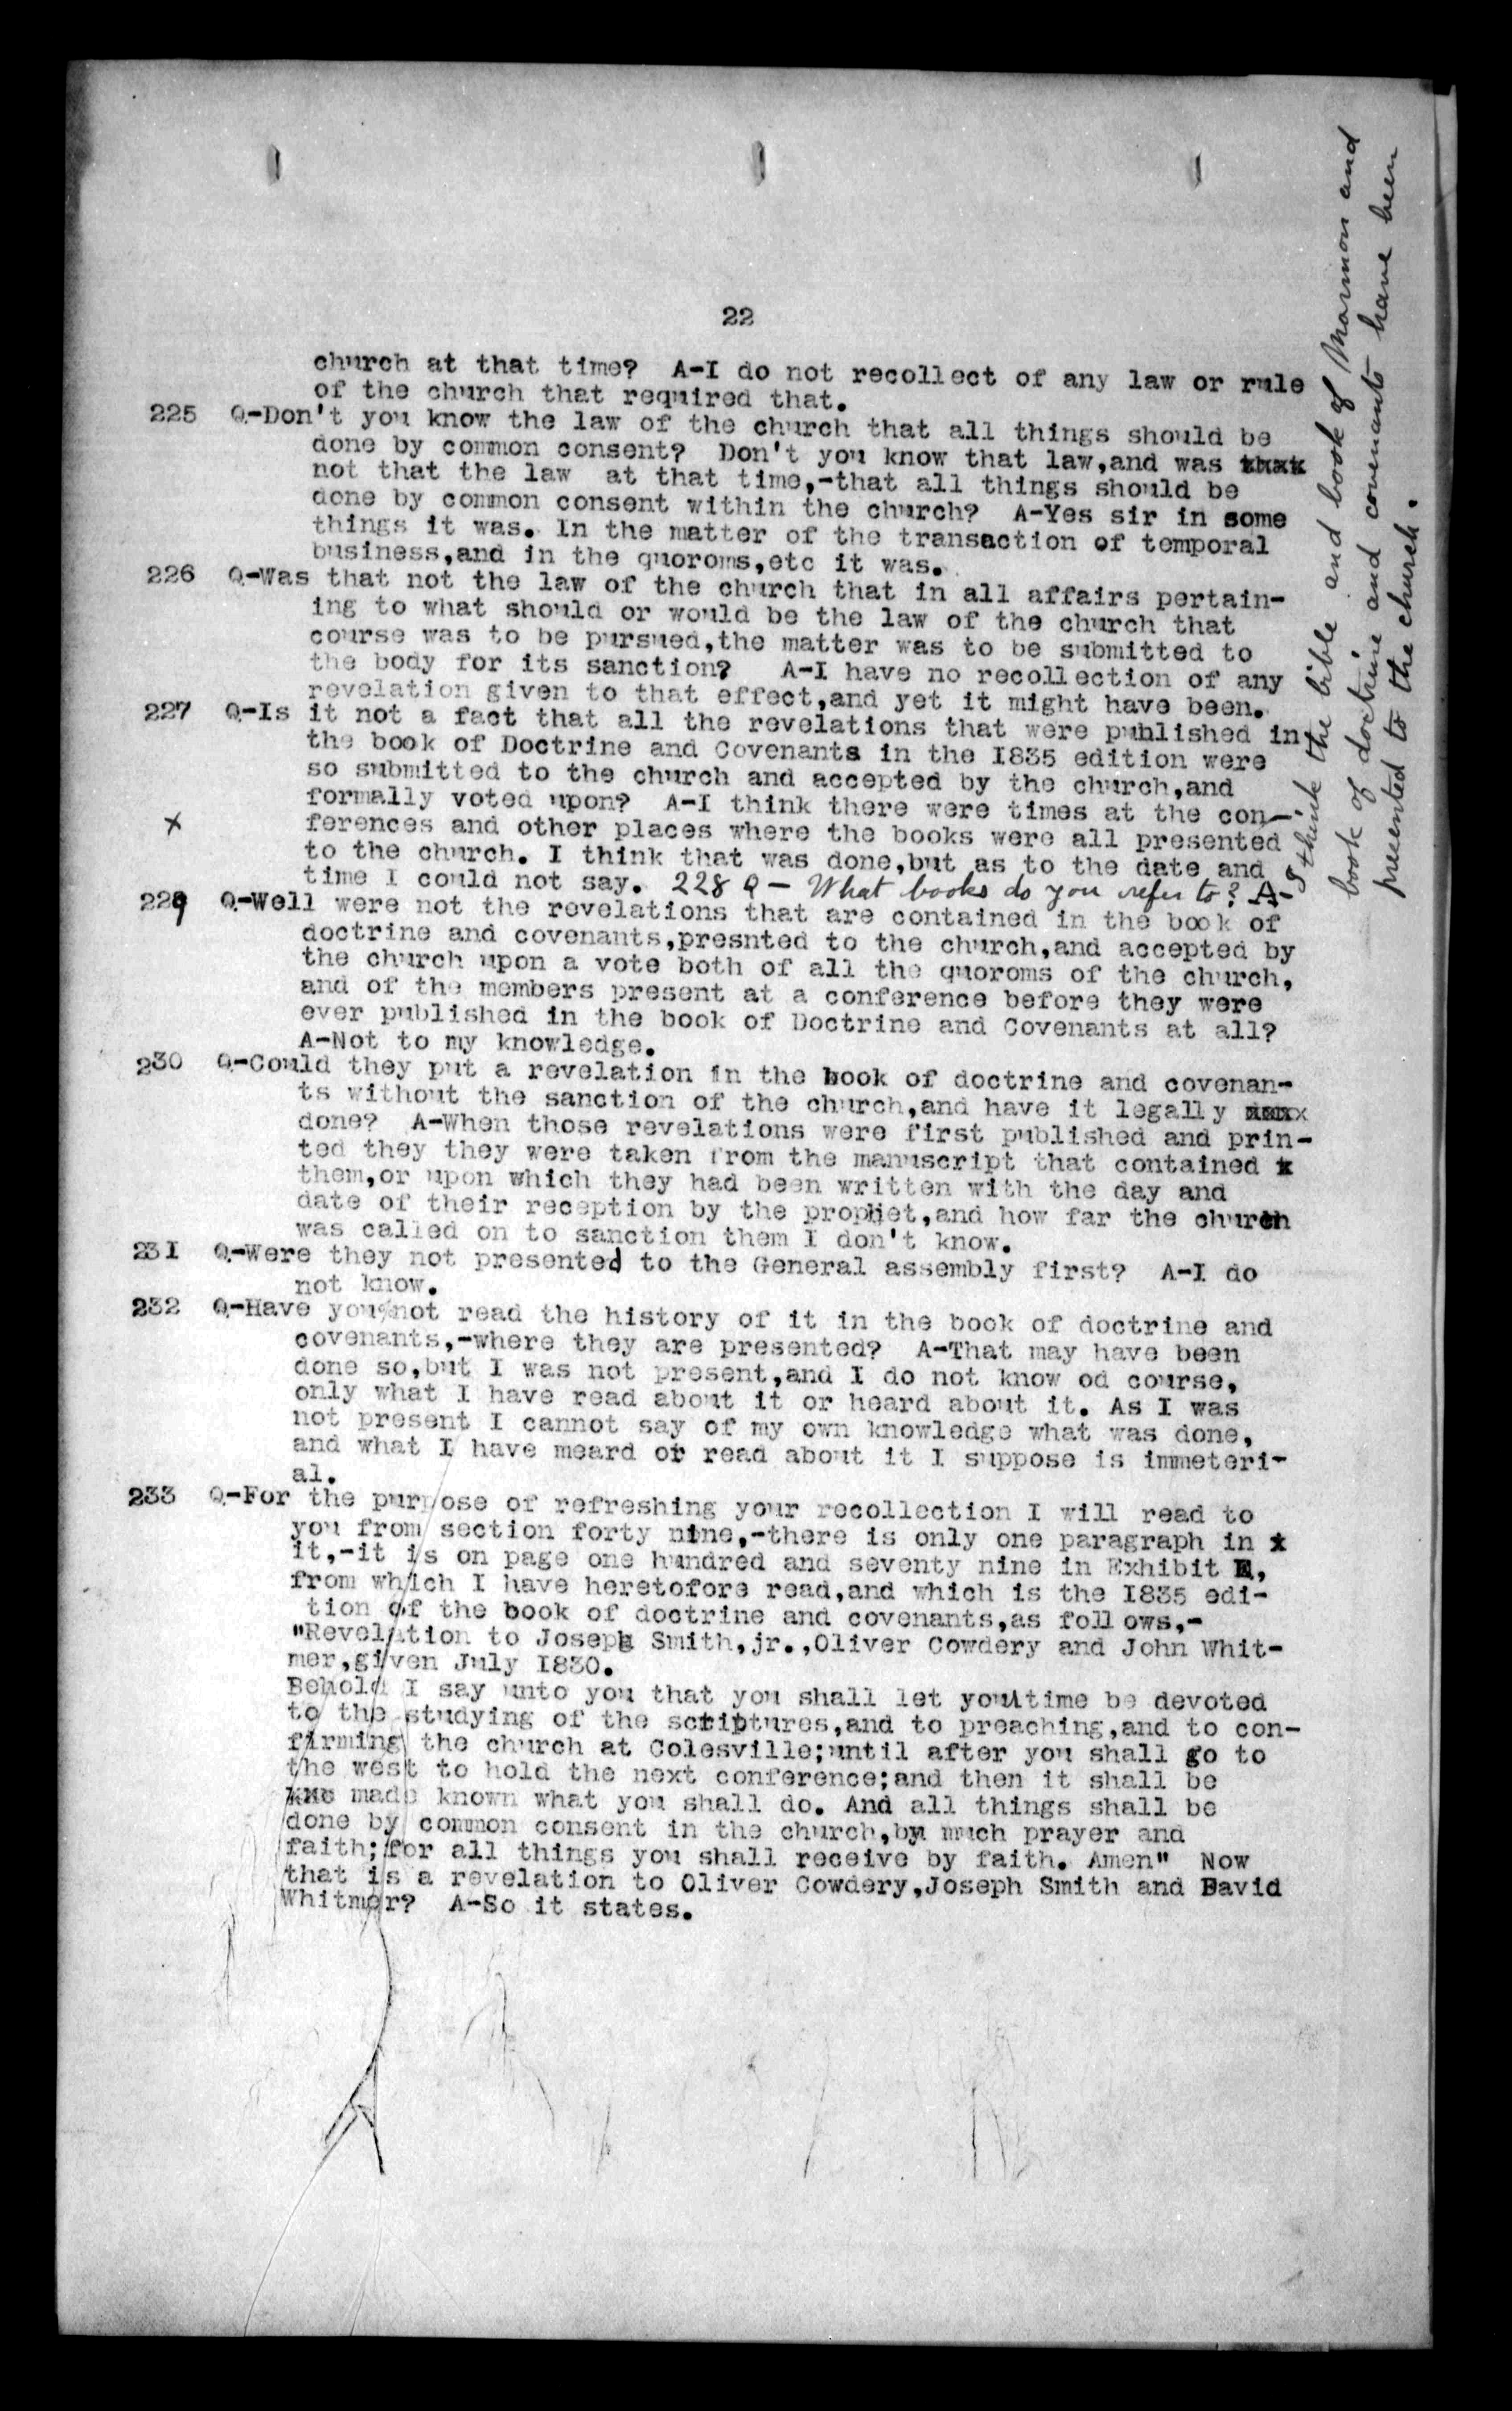 22
church at that time? A-I do not recollect of any law or rule
of the church that required that.
225 Q-Don't you know the law of the church that all things should be
done by common consent? Don't you know that law,and was
not that the law at that time,-that all things should be
done by common consent within the church? A-Yes sir in some
things it was. In the matter of the transaction of temporal
business,and in the quoroms,etc it was.
226 Q-Was that not the law of the church that in all affairs pertain-
ing to what should or would be the law of the church that
course was to be pursued,the matter was to be submitted to
the body for its sanction? A-I have no recollection of any
revelation given to that effect,and yet it might have been.
227 Q-Is it not a fact that all the revelations that were published in
the book of Doctrine and Covenants in the 1835 edition were
so submitted to the church and accepted by the church,and
formally voted upon? A-I think there were times at the con-
x ferences and other places where the books were all presented
to the church. I think that was done,but as to the date and
time I could not say. 228 Q - What books do you refer to? A-
I think the bible and book of Mormon and
book of doctrine and covenants have been
presented to the church.
229 Q-Well were not the revelations that are contained in the book of
doctrine and covenants,presnted to the church,and accepted by
the church upon a vote both of all the quoroms of the church,
and of the members present at a conference before they were
ever published in the book of Doctrine and Covenants at all?
A-Not to my knowledge.
230 Q-Could they put a revelation in the book of doctrine and covenan-
ts without the sanction of the church,and have it legally
done? A-When those revelations were first published and prin-
ted they they were taken from the manuscript that contained x
them,or upon which they had been written with the day and
date of their reception by the prophet,and how far the church
was called on to sanction them I don't know.
231 Q-Were they not presented to the General assembly first? A-I do
not know.
232 Q-Have you not read the history of it in the book of doctrine and
covenants,-where they are presented? A-That may have been
done so,but I was not present,and I do not know od course,
only what I have read about it or heard about it. As I was
not present I cannot say of my own knowledge what was done,
and what I have meard or read about it I suppose is immeteri-
al.
233 Q-For the purpose of refreshing your recollection I will read to
you from section forty nine,-there is only one paragraph in x
it,-it is on page one hundred and seventy nine in Exhibit E,
from which I have heretofore read,and which is the 1835 edi-
tion of the book of doctrine and covenants,as follows,-
"Revelation to Joseph Smith,jr.,Oliver Cowdery and John Whit-
mer,given July 1830.
Behold I say unto you that you shall let your time be devoted
to the studying of the scriptures,and to preaching,and to con-
firming the church at Colesville;until after you shall go to
the west to hold the next conference;and then it shall be
made known what you shall do. And all things shall be
done by common consent in the church,by much prayer and
faith;for all things you shall receive by faith. Amen" Now
that is a revelation to Oliver Cowdery,Joseph Smith and David
Whitmer? A-So it states.